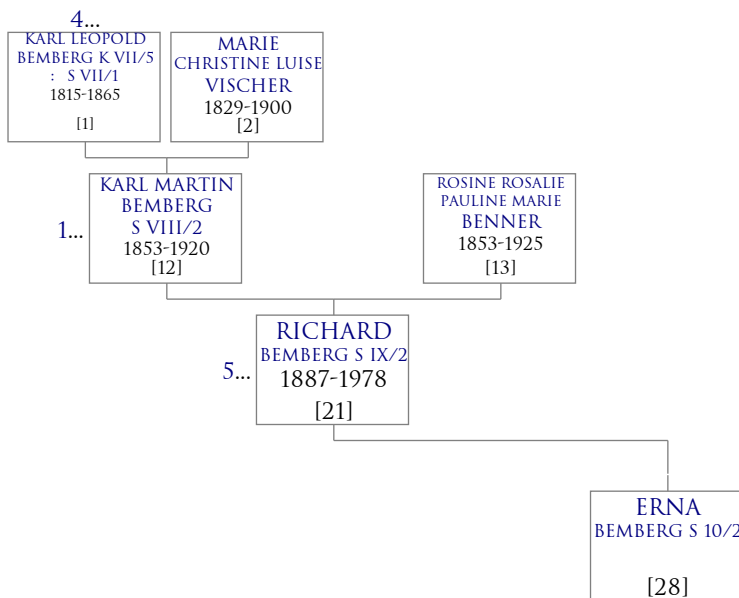 4...
KARL LEOPOLD
BEMBERG K VII/5
: S VII/1
1815-1865
[1]
MARIE
CHRISTINE LUISE
VISCHER
1829-1900
[2]
KARL MARTIN
BEMBERG
S VIII/2
1853-1920
[12]
1...
ROSINE ROSALIE
PAULINE MARIE
BENNER
1853-1925
[13]
RICHARD
BEMBERG S IX/2
1887-1978
[21]
5...
ERNA
BEMBERG S 10/2
[28]